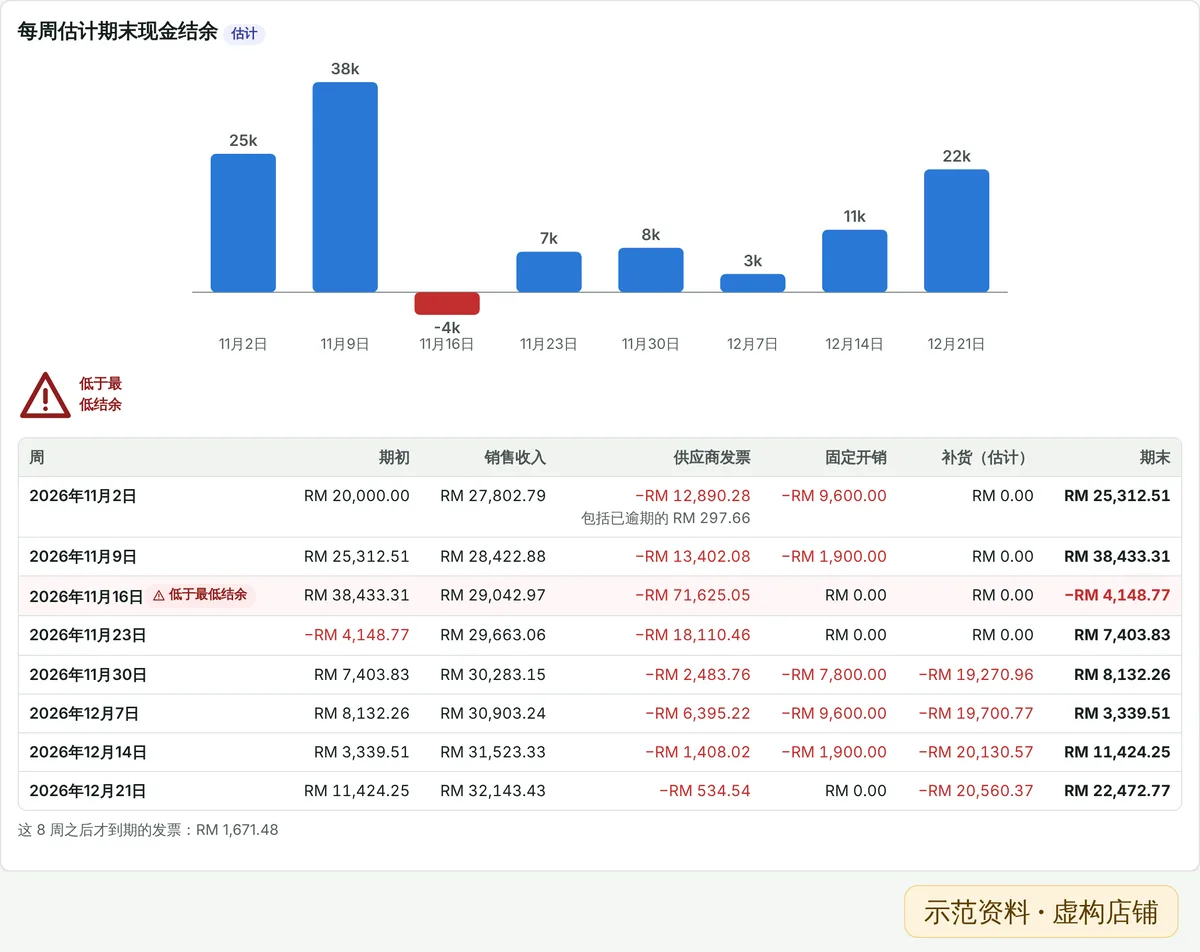 每周估计期末现金结余 估计
38k
25k
22k
11k
8k
7k
3k
-4k
11月2日 11月9日 11月16日 11月23日 11月30日 12月7日 12月14日 12月21日
低于最
低结余
周 期初 销售收入 供应商发票 固定开销 补货（估计） 期末
2026年11月2日 RM 20,000.00 RM 27,802.79 −RM 12,890.28 −RM 9,600.00 RM 0.00 RM 25,312.51
包括已逾期的 RM 297.66
2026年11月9日 RM 25,312.51 RM 28,422.88 −RM 13,402.08 −RM 1,900.00 RM 0.00 RM 38,433.31
2026年11月16日 低于最低结余 RM 38,433.31 RM 29,042.97 −RM 71,625.05 RM 0.00 RM 0.00 −RM 4,148.77
2026年11月23日 −RM 4,148.77 RM 29,663.06 −RM 18,110.46 RM 0.00 RM 0.00 RM 7,403.83
2026年11月30日 RM 7,403.83 RM 30,283.15 −RM 2,483.76 −RM 7,800.00 −RM 19,270.96 RM 8,132.26
2026年12月7日 RM 8,132.26 RM 30,903.24 −RM 6,395.22 −RM 9,600.00 −RM 19,700.77 RM 3,339.51
2026年12月14日 RM 3,339.51 RM 31,523.33 −RM 1,408.02 −RM 1,900.00 −RM 20,130.57 RM 11,424.25
2026年12月21日 RM 11,424.25 RM 32,143.43 −RM 534.54 RM 0.00 −RM 20,560.37 RM 22,472.77
这 8 周之后才到期的发票：RM 1,671.48
示范资料 · 虚构店铺